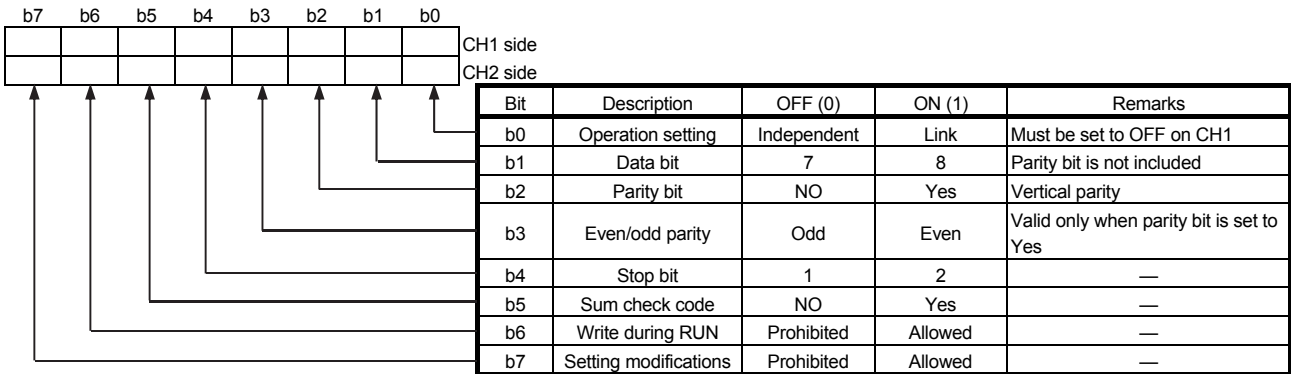 b7 b6 b5 b4 b3 b2 b1 b0
CH1 side
CH2 side
Bit Description OFF (0) ON (1) Remarks
b0 Operation setting Independent Link Must be set to OFF on CH1
b1 Data bit 7 8 Parity bit is not included
b2 Parity bit NO Yes Vertical parity
b3 Even/odd parity Odd Even Valid only when parity bit is set to
Yes
b4 Stop bit 1 2 —
b5 Sum check code NO Yes —
b6 Write during RUN Prohibited Allowed —
b7 Setting modifications Prohibited Allowed —